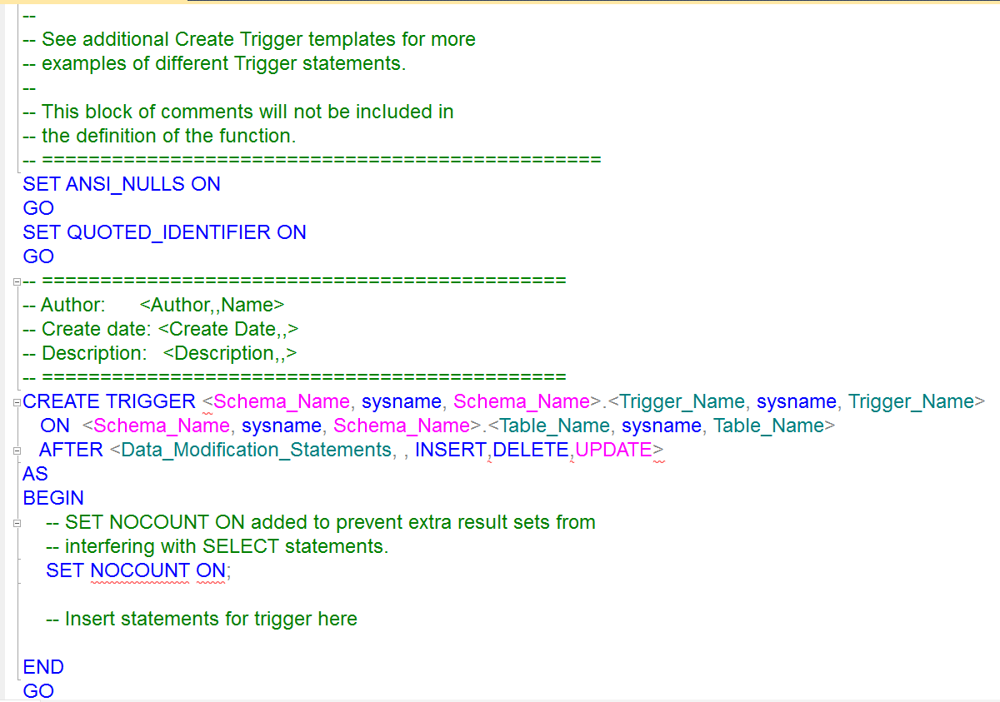 --
-- See additional Create Trigger templates for more
-- examples of different Trigger statements.
--
-- This block of comments will not be included in
-- the definition of the function.
-- ================================================
SET ANSI_NULLS ON
GO
SET QUOTED_IDENTIFIER ON
GO
-- =============================================
-- Author:		<Author,,Name>
-- Create date: <Create Date,,>
-- Description:	<Description,,>
-- =============================================
CREATE TRIGGER <Schema_Name, sysname, Schema_Name>.<Trigger_Name, sysname, Trigger_Name>
   ON  <Schema_Name, sysname, Schema_Name>.<Table_Name, sysname, Table_Name>
   AFTER <Data_Modification_Statements, , INSERT,DELETE,UPDATE>
AS
BEGIN
	-- SET NOCOUNT ON added to prevent extra result sets from
	-- interfering with SELECT statements.
	SET NOCOUNT ON;
	-- Insert statements for trigger here
END
GO